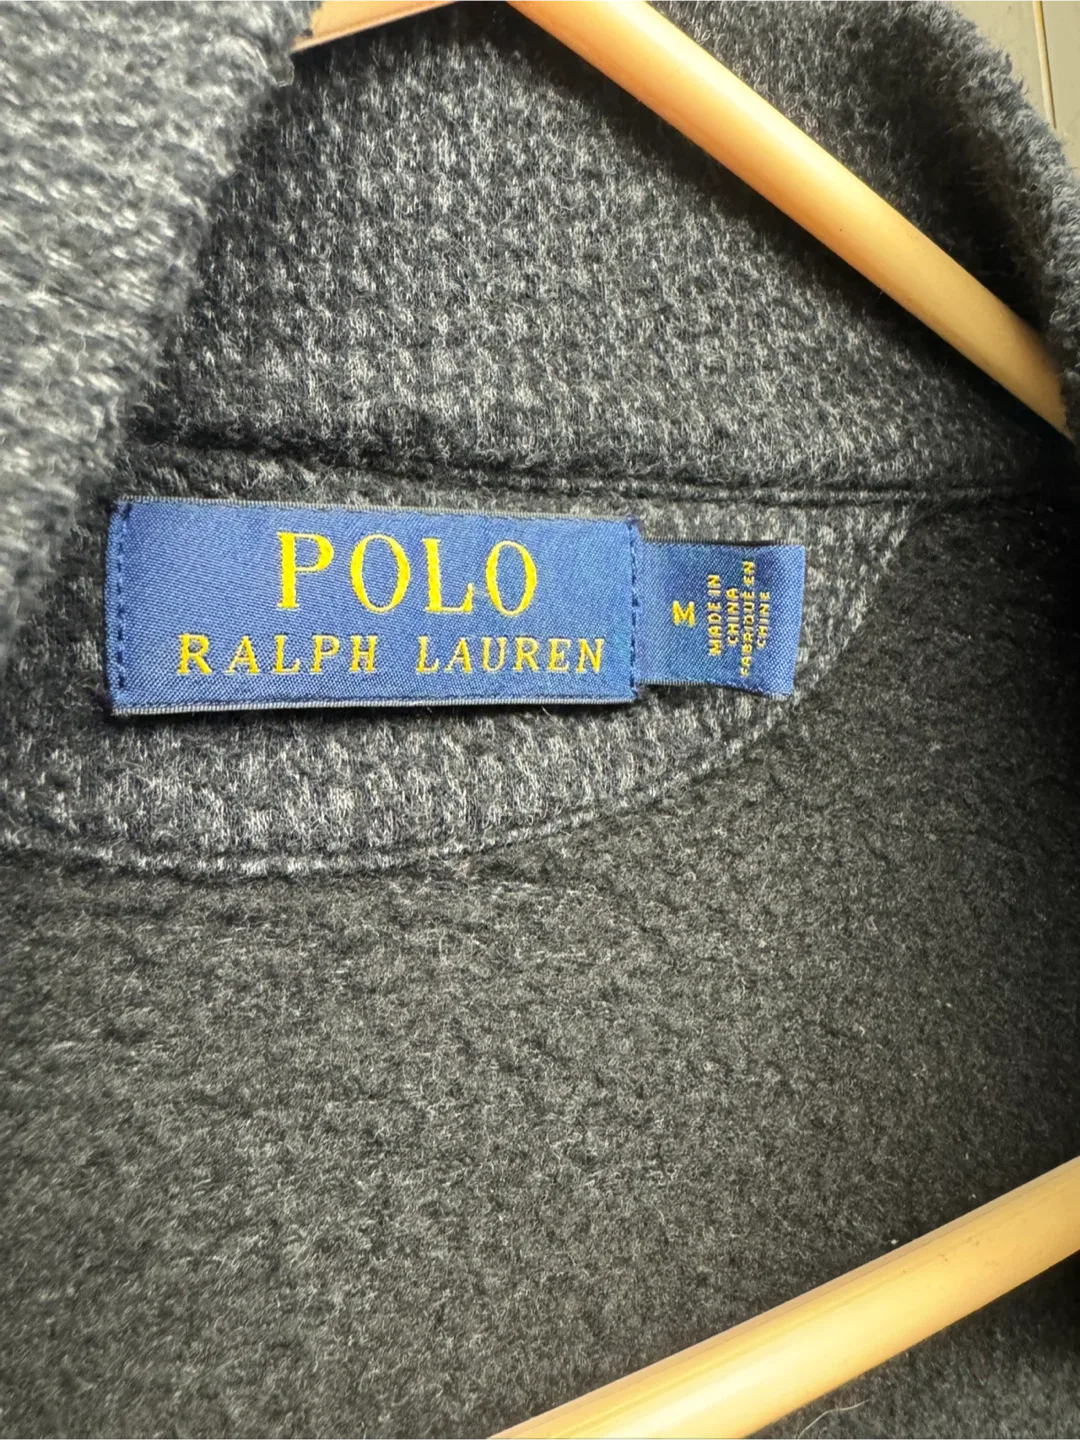 POLO
RALPH LAUREN
M
MADE IN
CHINA
FABRIQUÉ EN
CHINE